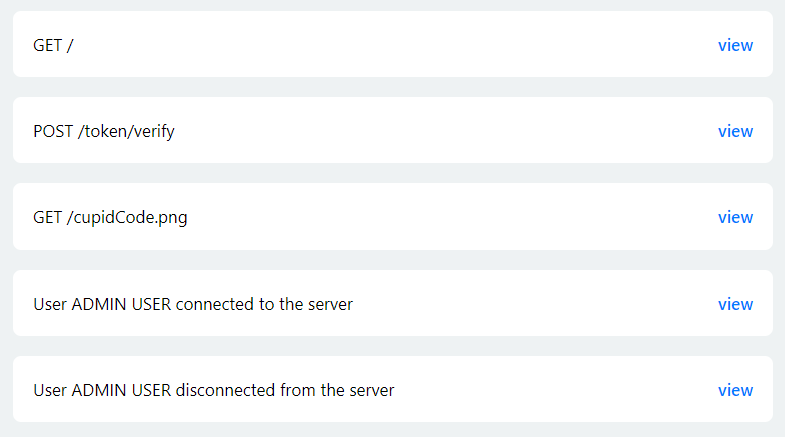 GET / view
POST /token/verify view
GET /cupidCode.png view
User ADMIN USER connected to the server view
User ADMIN USER disconnected from the server view